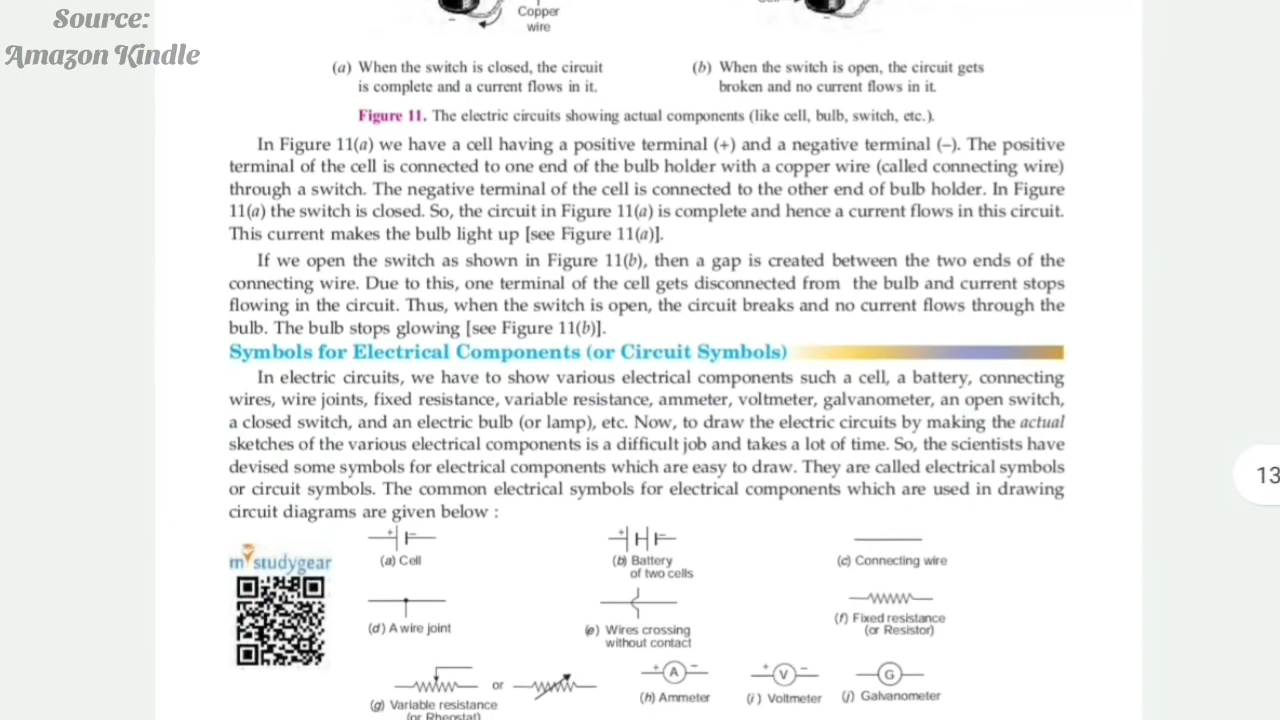 Source:
Amazon Kindle
Copper
wire
(a) When the switch is closed, the circuit
is complete and a current flows in it.
(b) When the switch is open, the circuit gets
broken and no current flows in it.
Figure 11. The electric circuits showing actual components (like cell, bulb, switch, etc.).
In Figure 11(a) we have a cell having a positive terminal (+) and a negative terminal (–). The positive
terminal of the cell is connected to one end of the bulb holder with a copper wire (called connecting wire)
through a switch. The negative terminal of the cell is connected to the other end of bulb holder. In Figure
11(a) the switch is closed. So, the circuit in Figure 11(a) is complete and hence a current flows in this circuit.
This current makes the bulb light up [see Figure 11(a)].
If we open the switch as shown in Figure 11(b), then a gap is created between the two ends of the
connecting wire. Due to this, one terminal of the cell gets disconnected from the bulb and current stops
flowing in the circuit. Thus, when the switch is open, the circuit breaks and no current flows through the
bulb. The bulb stops glowing [see Figure 11(b)].
Symbols for Electrical Components (or Circuit Symbols)
In electric circuits, we have to show various electrical components such a cell, a battery, connecting
wires, wire joints, fixed resistance, variable resistance, ammeter, voltmeter, galvanometer, an open switch,
a closed switch, and an electric bulb (or lamp), etc. Now, to draw the electric circuits by making the actual
sketches of the various electrical components is a difficult job and takes a lot of time. So, the scientists have
devised some symbols for electrical components which are easy to draw. They are called electrical symbols
or circuit symbols. The common electrical symbols for electrical components which are used in drawing
circuit diagrams are given below :
13
mystudygear
(a) Cell
(b) Battery
of two cells
(c) Connecting wire
(d) A wire joint
(e) Wires crossing
without contact
(f) Fixed resistance
(or Resistor)
or
+ A –
+ V –
G
(g) Variable resistance
(or Rheostat)
(h) Ammeter
(i) Voltmeter
(j) Galvanometer